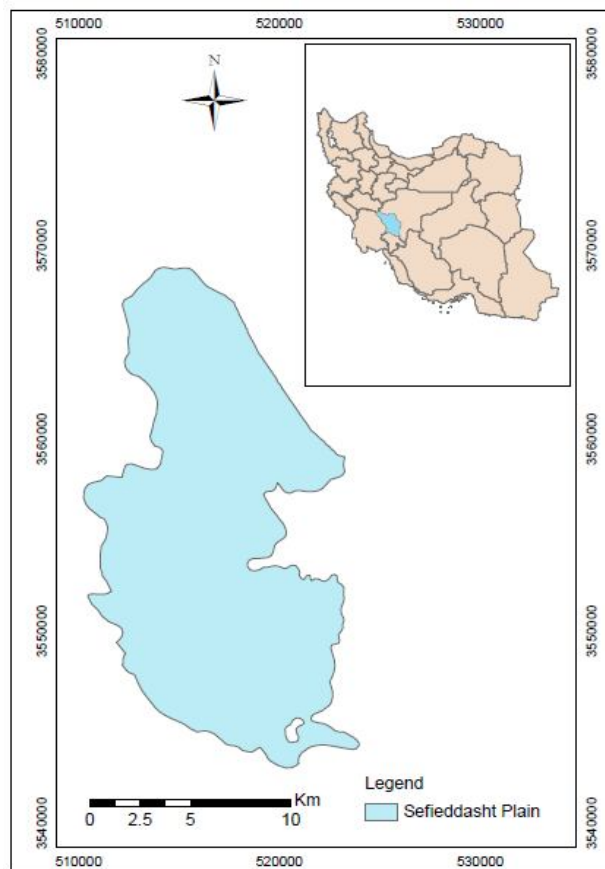 510000 520000 530000
3580000 3580000
N
3570000 3570000
3560000 3560000
3550000 3550000
Legend
Km
Sefieddasht Plain
0 2.5 5 10
3540000 3540000
510000 520000 530000